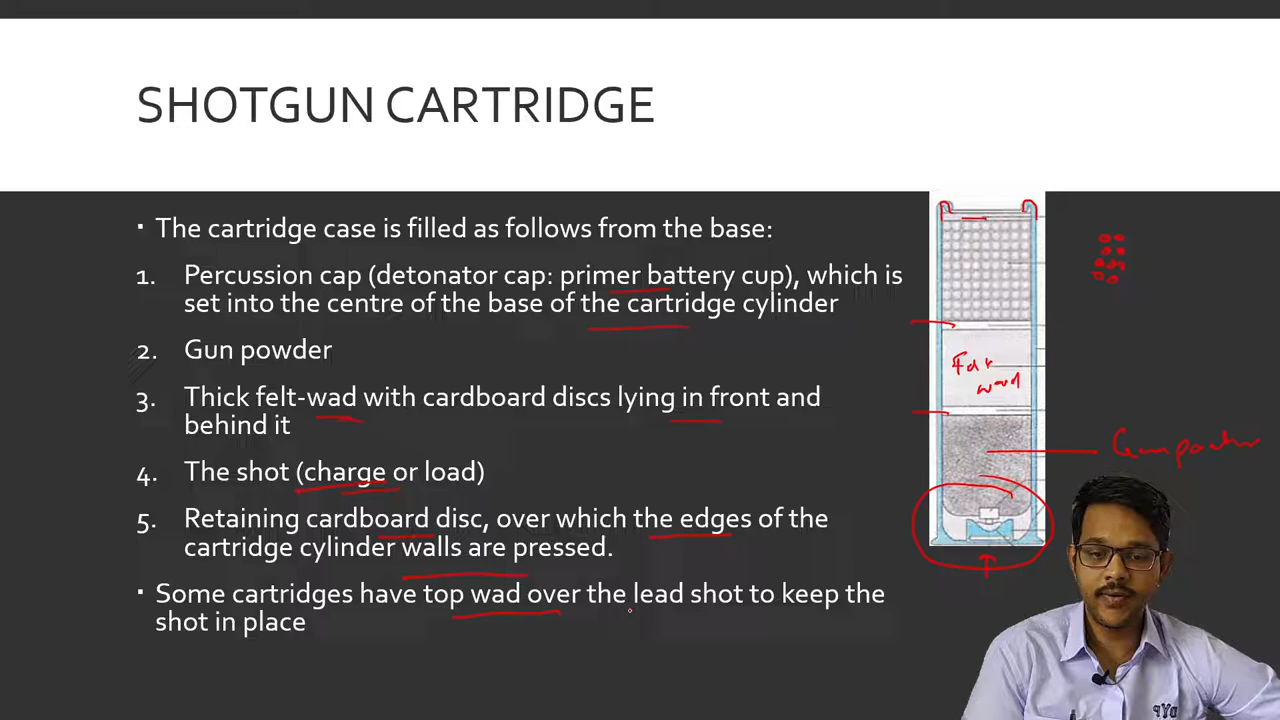 SHOTGUN CARTRIDGE
▪ The cartridge case is filled as follows from the base:
1. Percussion cap (detonator cap: primer battery cup), which is
set into the centre of the base of the cartridge cylinder
2. Gun powder
3. Thick felt-wad with cardboard discs lying in front and
behind it
4. The shot (charge or load)
5. Retaining cardboard disc, over which the edges of the
cartridge cylinder walls are pressed.
▪ Some cartridges have top wad over the lead shot to keep the
shot in place
wad